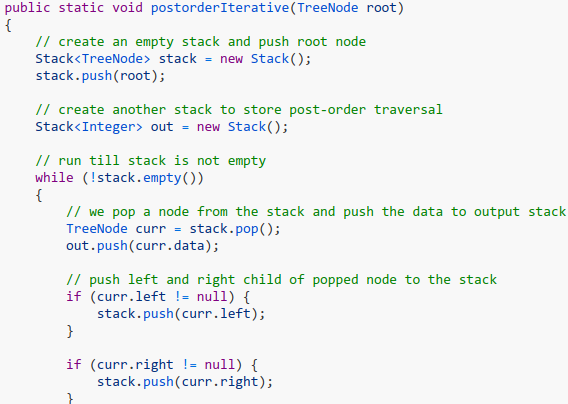 public static void postorderIterative(TreeNode root)
{
// create an empty stack and push root node
Stack<TreeNode> stack = new Stack();
stack.push(root);
// create another stack to store post-order traversal
Stack<Integer> out = new Stack();
// run till stack is not empty
while (!stack.empty())
{
// we pop a node from the stack and push the data to output stack
TreeNode curr = stack.pop();
out.push(curr.data);
// push left and right child of popped node to the stack
if (curr.left != null) {
stack.push(curr.left);
}
if (curr.right != null) {
stack.push(curr.right);
}